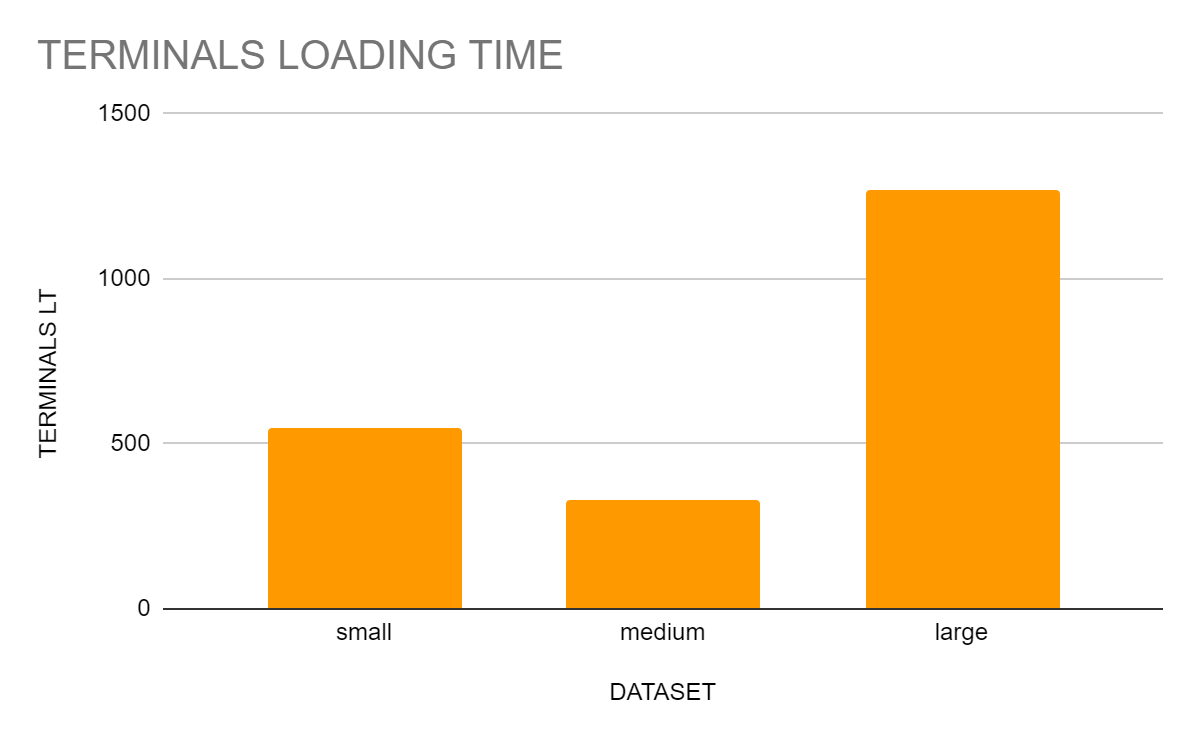 TERMINALS LOADING TIME
1500
1000
500
0
TERMINALS LT
small
medium
large
DATASET